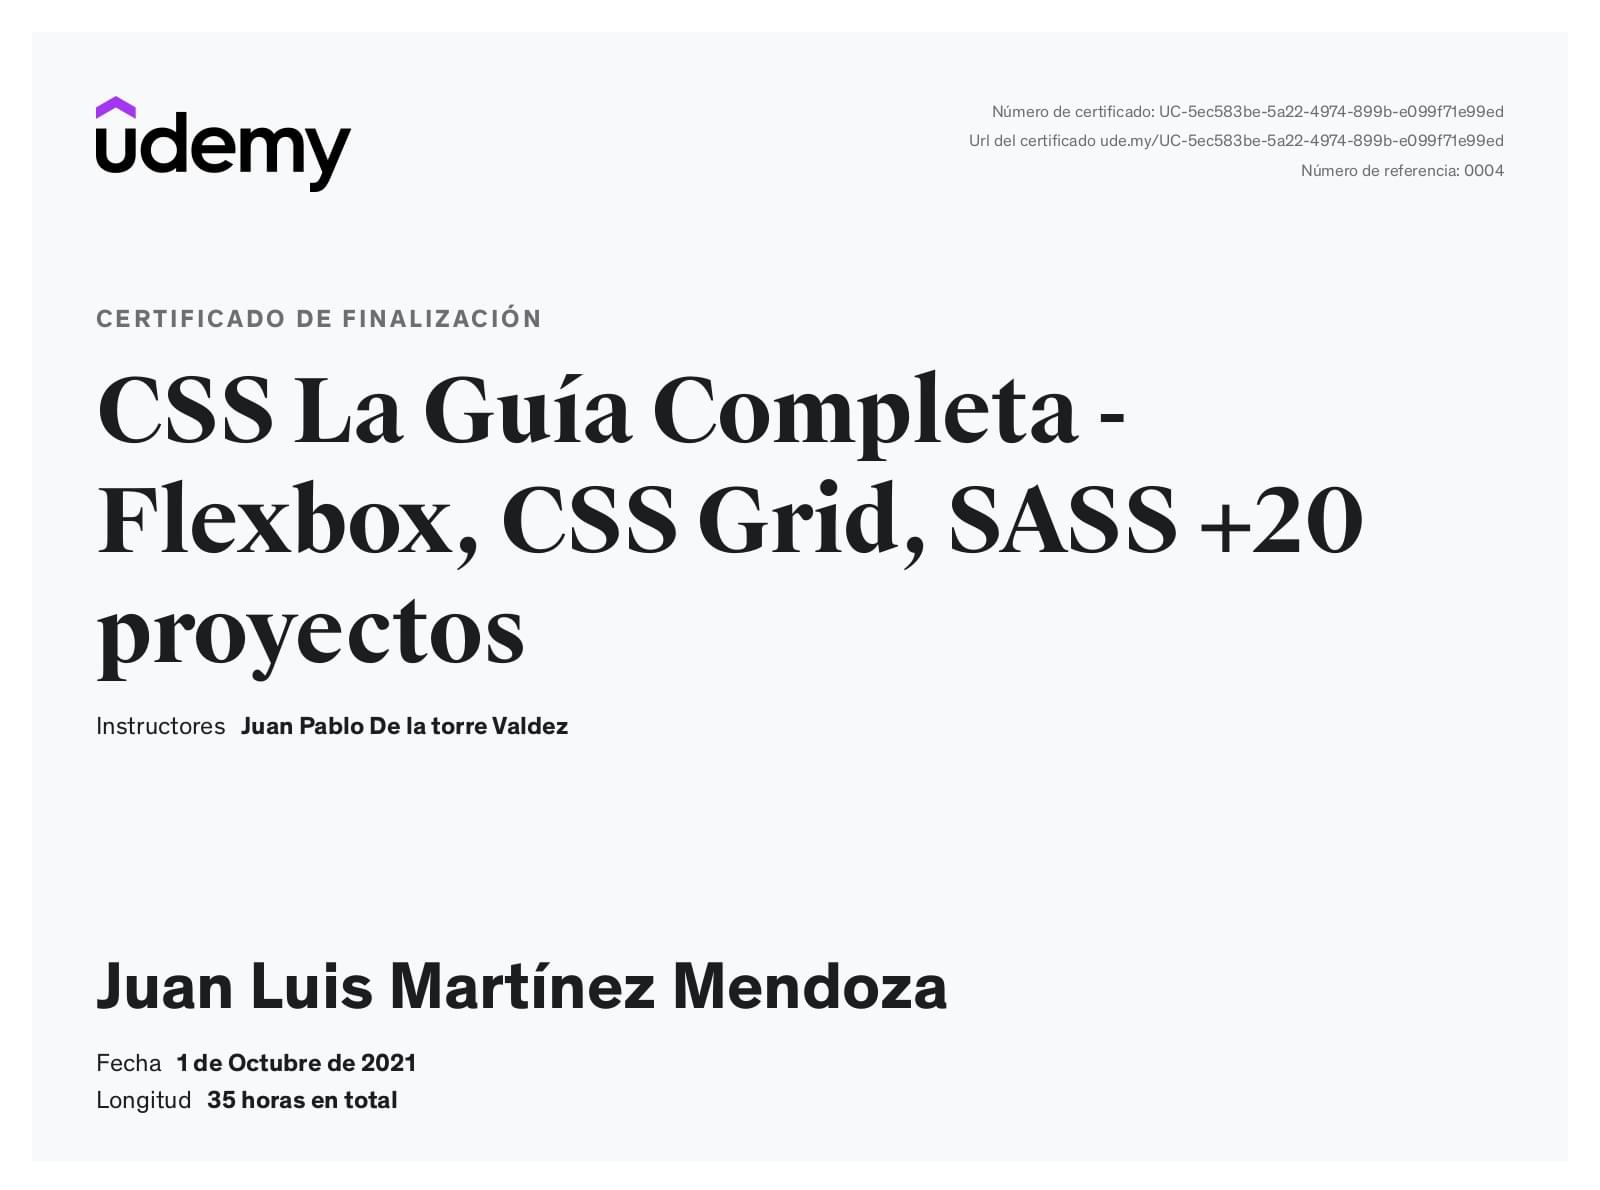 udemy
Número de certificado: UC-5ec583be-5a22-4974-899b-e099f71e99ed
Url del certificado ude.my/UC-5ec583be-5a22-4974-899b-e099f71e99ed
Número de referencia: 0004
CERTIFICADO DE FINALIZACIÓN
CSS La Guía Completa -
Flexbox, CSS Grid, SASS +20
proyectos
Instructores Juan Pablo De la torre Valdez
Juan Luis Martínez Mendoza
Fecha 1 de Octubre de 2021
Longitud 35 horas en total